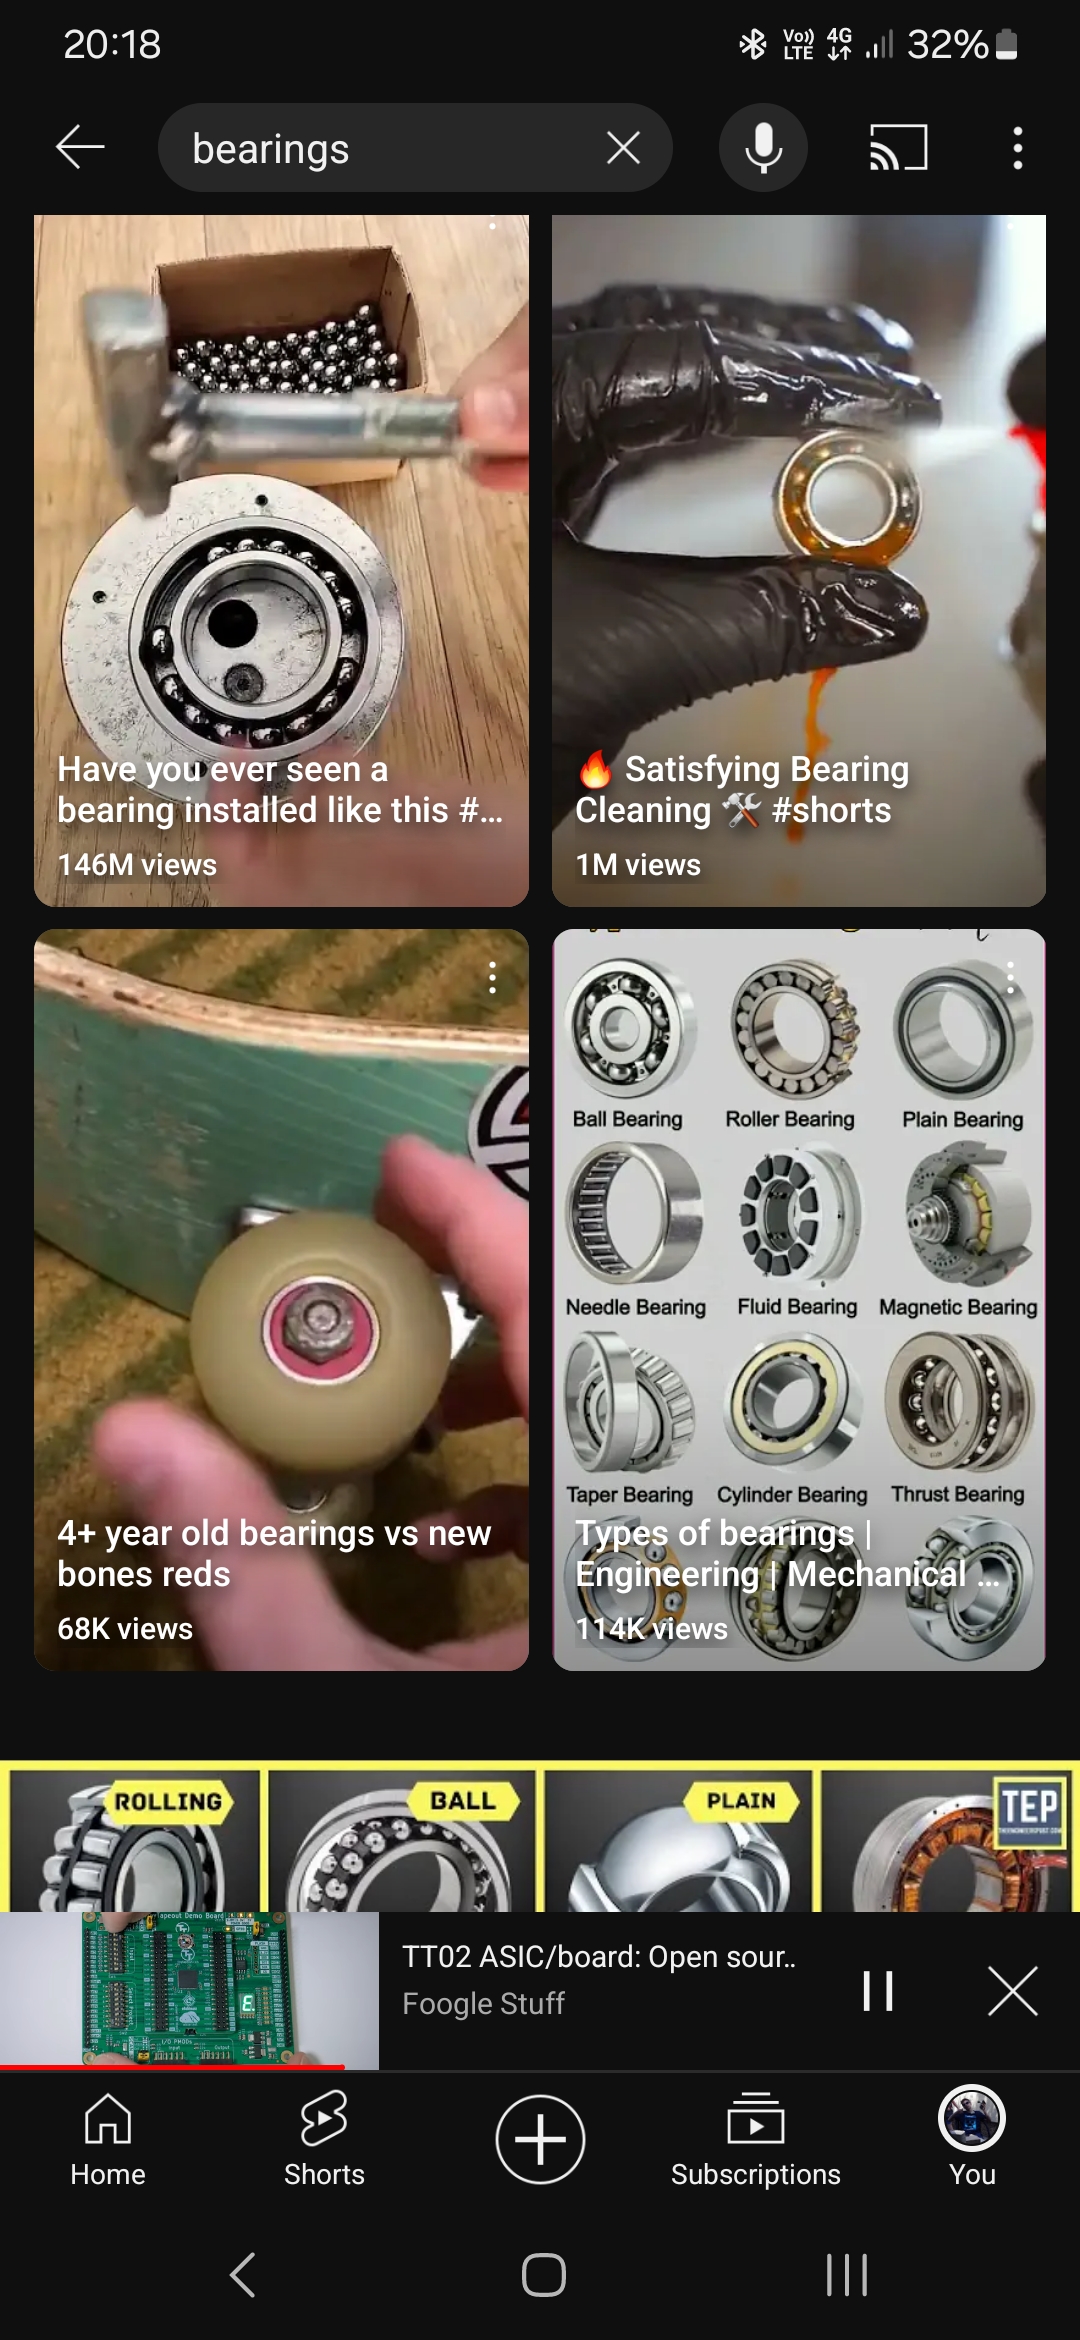 20:18
Vo)) LTE 4G 32%
bearings
Have you ever seen a
bearing installed like this #...
146M views
🔥 Satisfying Bearing
Cleaning 🛠️ #shorts
1M views
Ball Bearing Roller Bearing Plain Bearing
Needle Bearing Fluid Bearing Magnetic Bearing
Taper Bearing Cylinder Bearing Thrust Bearing
4+ year old bearings vs new
bones reds
68K views
Types of bearings |
Engineering | Mechanical ...
114K views
ROLLING BALL PLAIN TEP
TT02 ASIC/board: Open sour..
Foogle Stuff
Home Shorts Subscriptions You